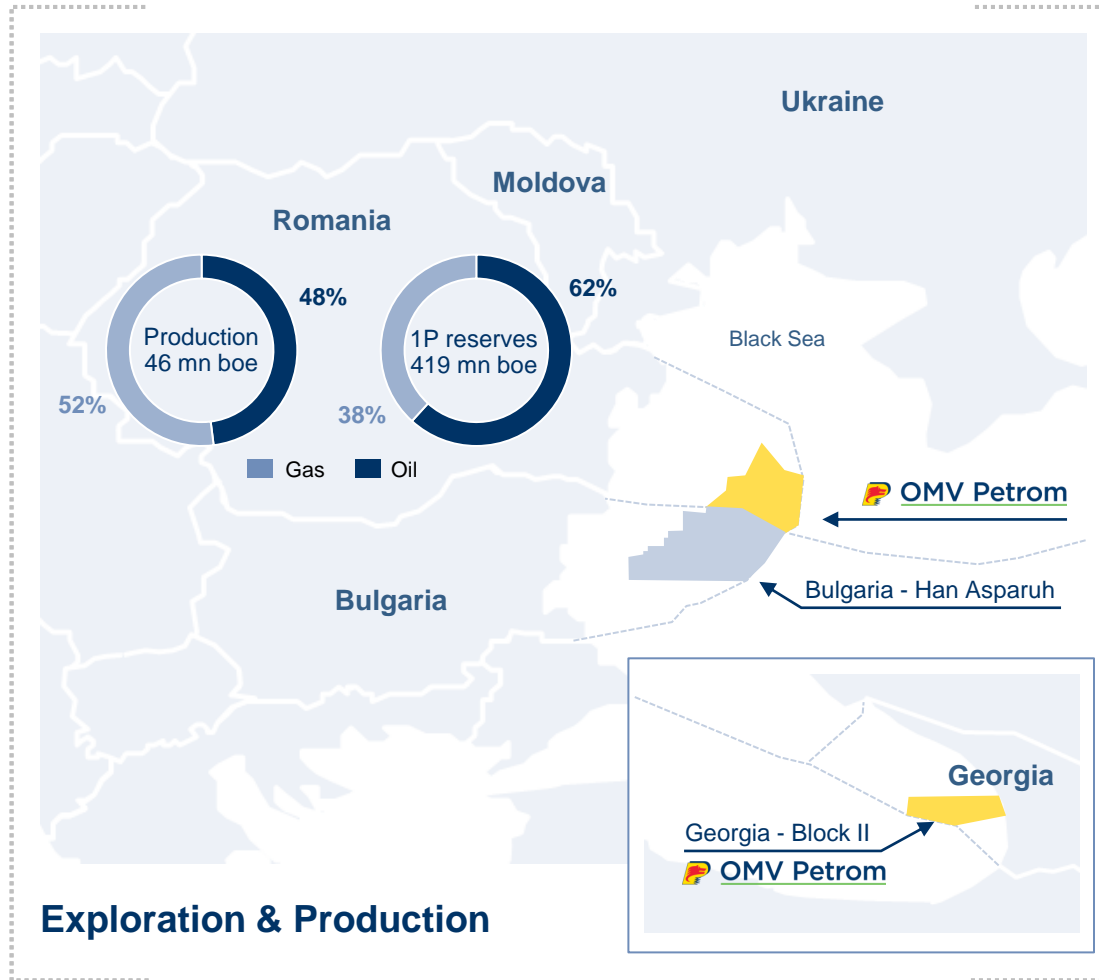 Ukraine
Moldova
Romania
48%
62%
Production
46 mn boe
1P reserves
419 mn boe
Black Sea
52%
38%
Gas
Oil
OMV Petrom
Bulgaria - Han Asparuh
Bulgaria
Georgia
Georgia - Block II
OMV Petrom
Exploration & Production